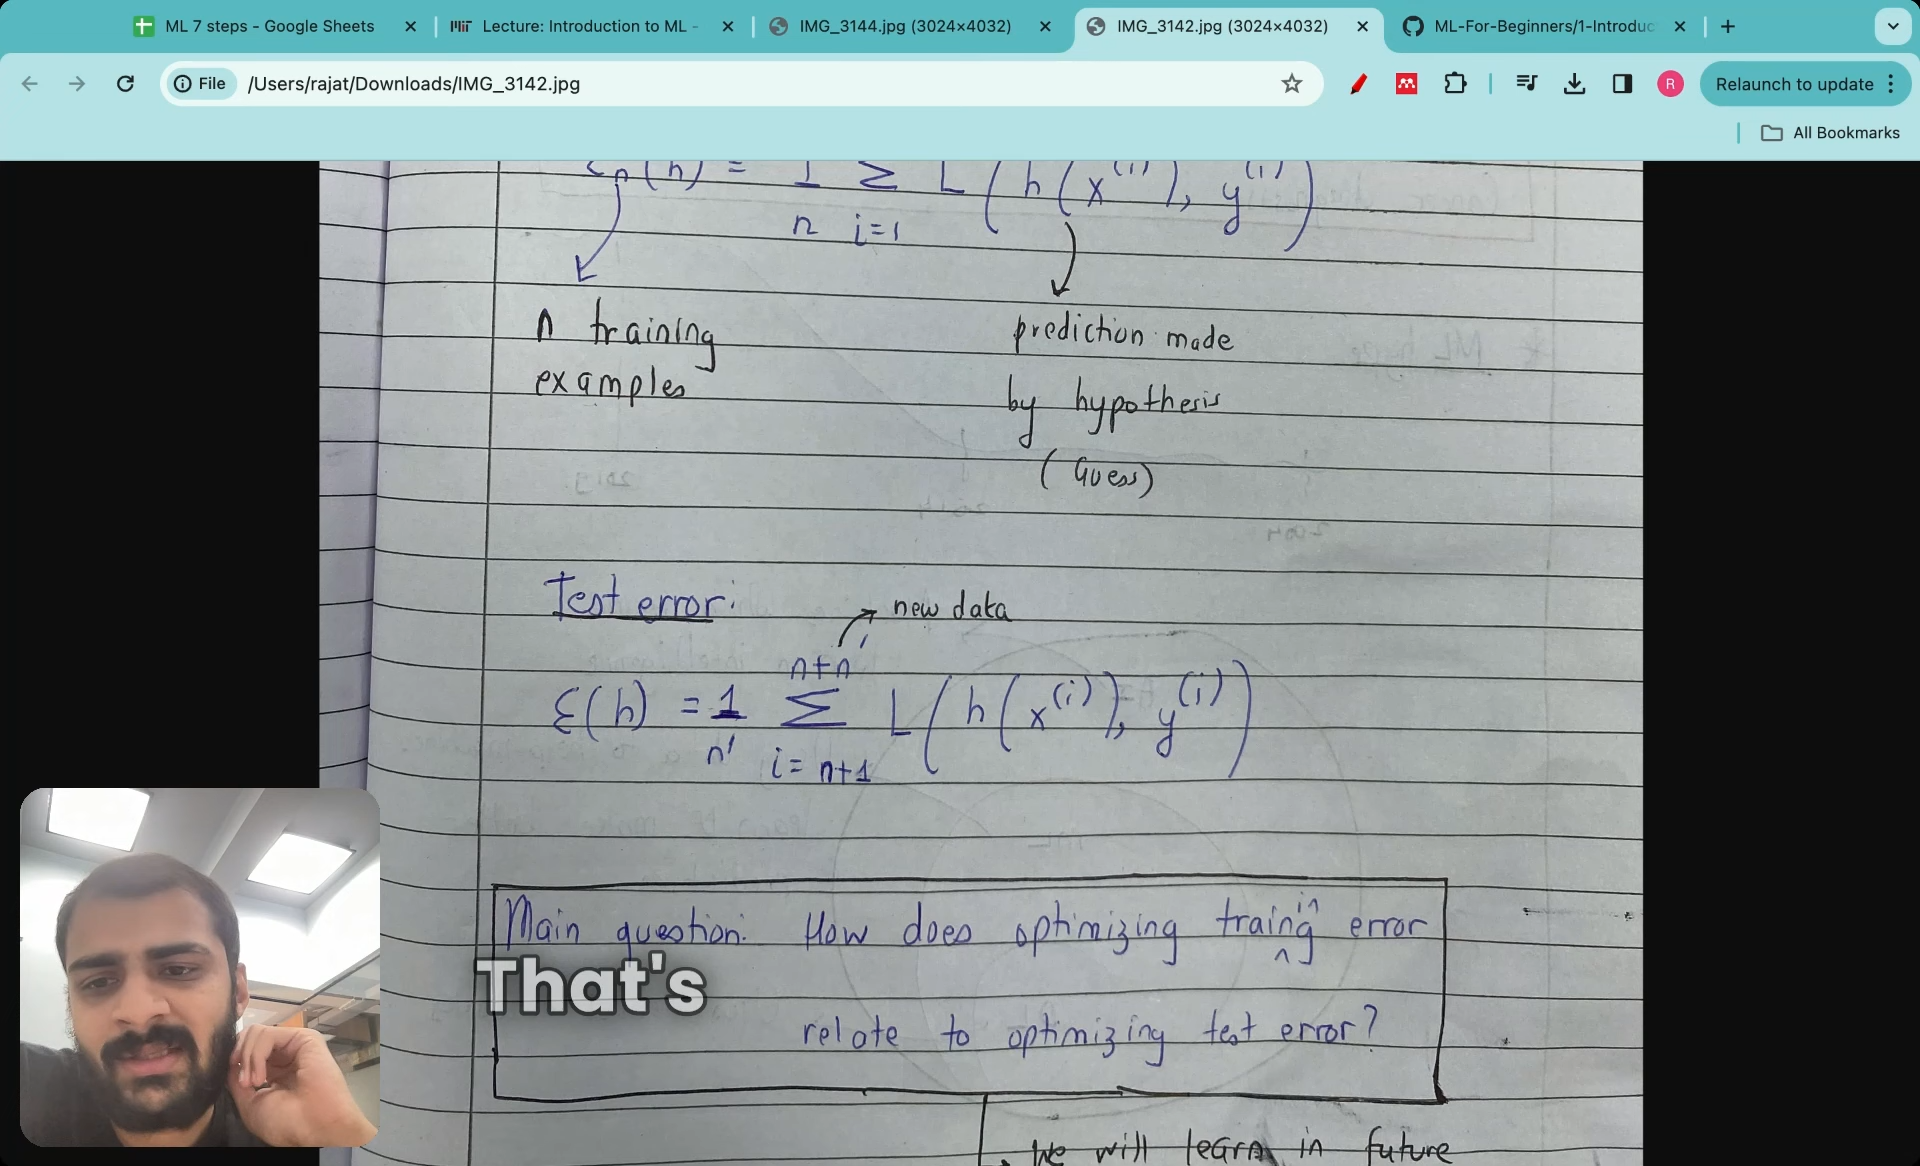 ML 7 steps - Google Sheets
Lecture: Introduction to ML -
IMG_3144.jpg (3024×4032)
IMG_3142.jpg (3024×4032)
ML-For-Beginners/1-Introduc
File
/Users/rajat/Downloads/IMG_3142.jpg
R
Relaunch to update
All Bookmarks
Ɛn(h) = 1 Σ L(h(x(i)), y(i))
n i=1
n training
examples
prediction made
by hypothesis
(Guess)
Test error:
new data
n+n'
Ɛ(h) = 1 Σ L(h(x(i)), y(i))
n' i= n+1
Main question: How does optimizing training error
That's
relate to optimizing test error?
We will learn in future